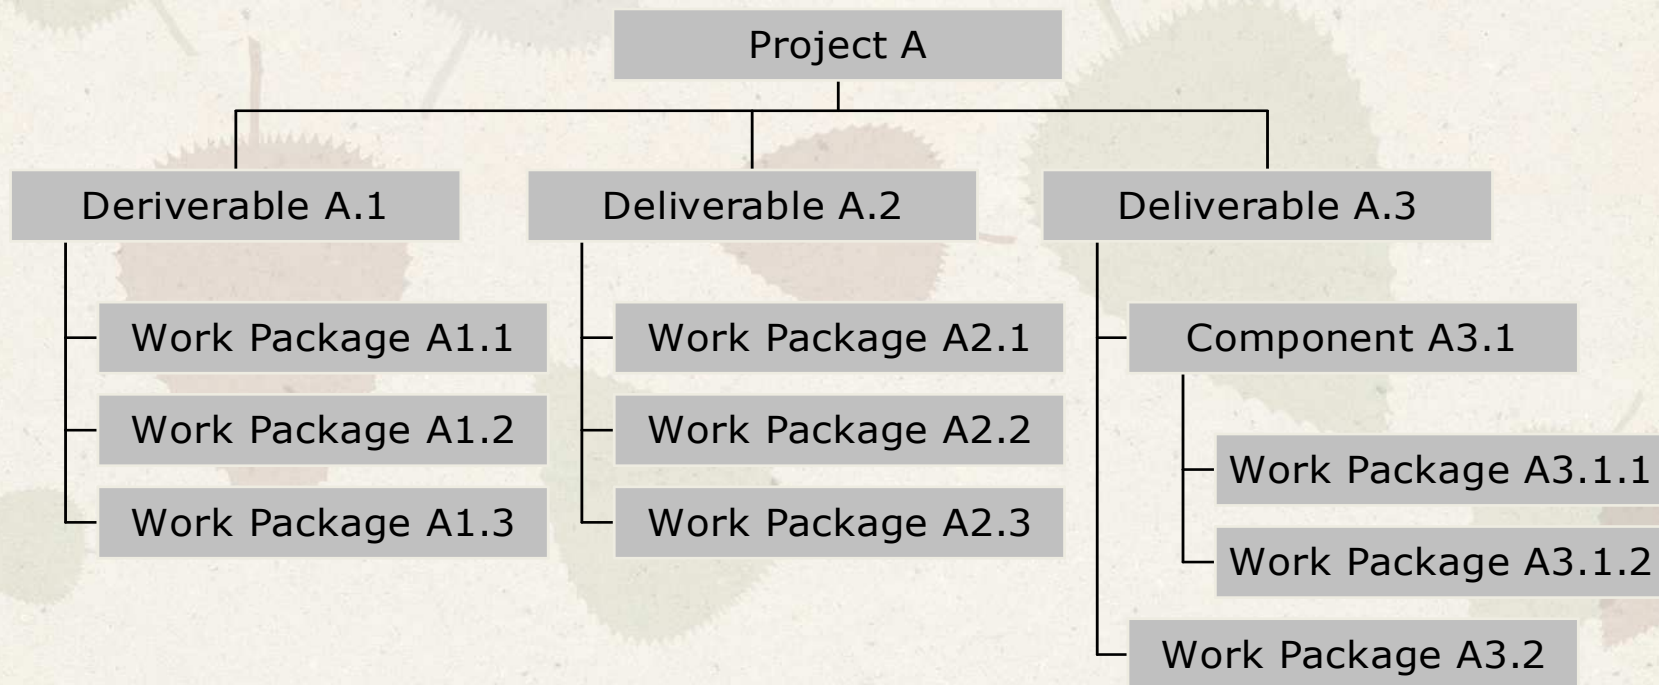 Project A
Deriverable A.1
Deliverable A.2
Deliverable A.3
Work Package A1.1
Work Package A1.2
Work Package A1.3
Work Package A2.1
Work Package A2.2
Work Package A2.3
Component A3.1
Work Package A3.1.1
Work Package A3.1.2
Work Package A3.2